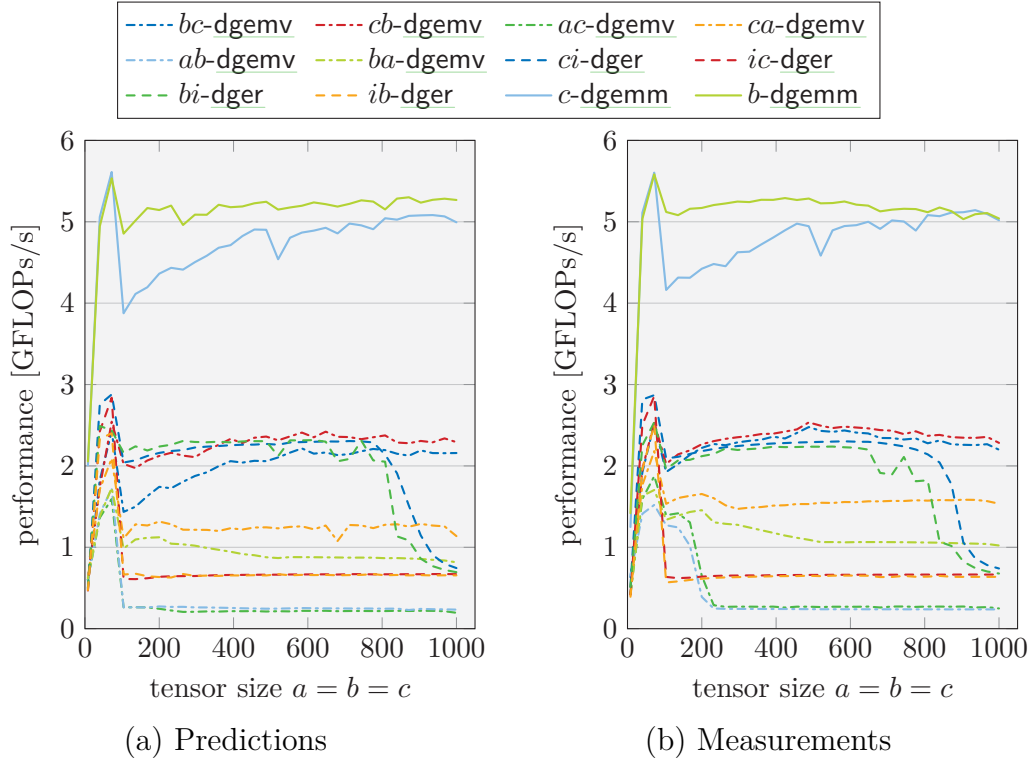 bc-dgemv cb-dgemv ac-dgemv ca-dgemv
ab-dgemv ba-dgemv ci-dger ic-dger
bi-dger ib-dger c-dgemm b-dgemm
6
5
4
3
2
1
0
performance [GFLOPs/s]
0 200 400 600 800 1000
tensor size a = b = c
(a) Predictions
6
5
4
3
2
1
0
performance [GFLOPs/s]
0 200 400 600 800 1000
tensor size a = b = c
(b) Measurements